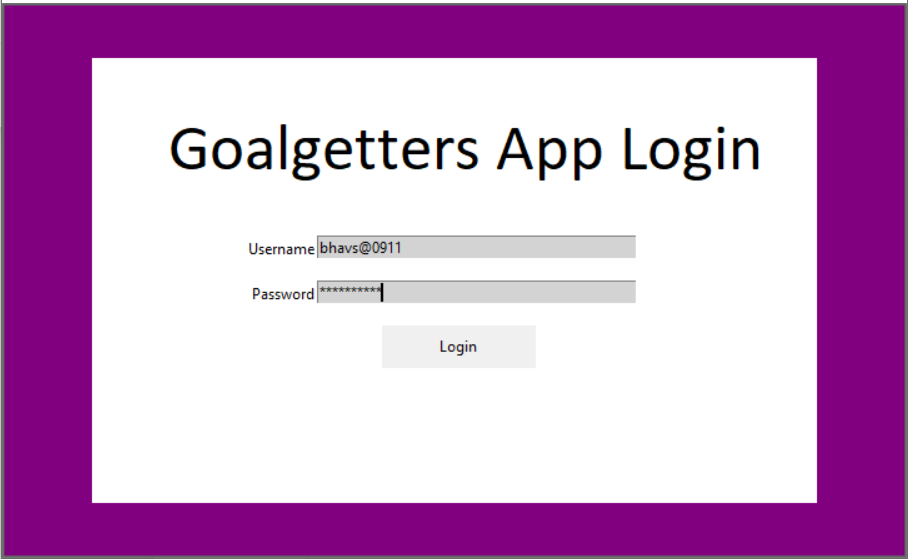 Goalgetters App Login
Username bhavs@0911
Password **********
Login